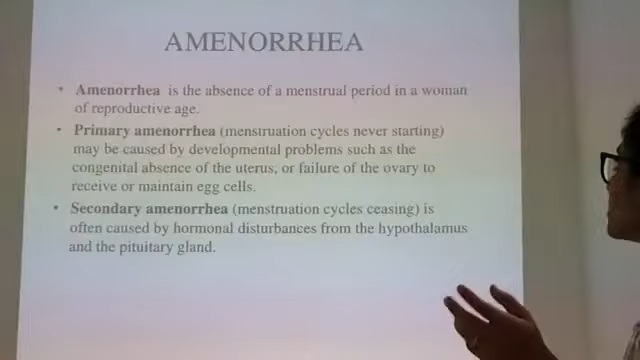 AMENORRHEA
• Amenorrhea is the absence of a menstrual period in a woman
of reproductive age.
• Primary amenorrhea (menstruation cycles never starting)
may be caused by developmental problems such as the
congenital absence of the uterus, or failure of the ovary to
receive or maintain egg cells.
• Secondary amenorrhea (menstruation cycles ceasing) is
often caused by hormonal disturbances from the hypothalamus
and the pituitary gland.